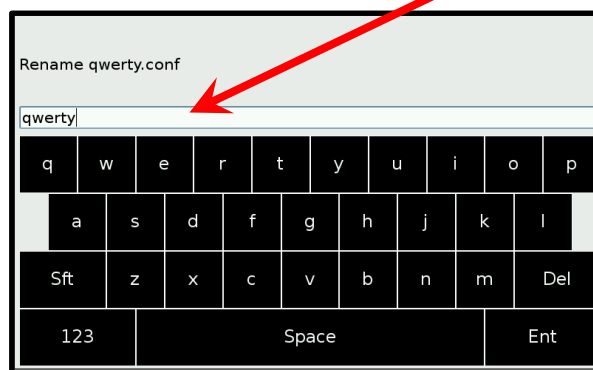 Rename qwerty.conf
qwerty
q w e r t y u i o p
a s d f g h j k l
Sft z x c v b n m Del
123 Space Ent